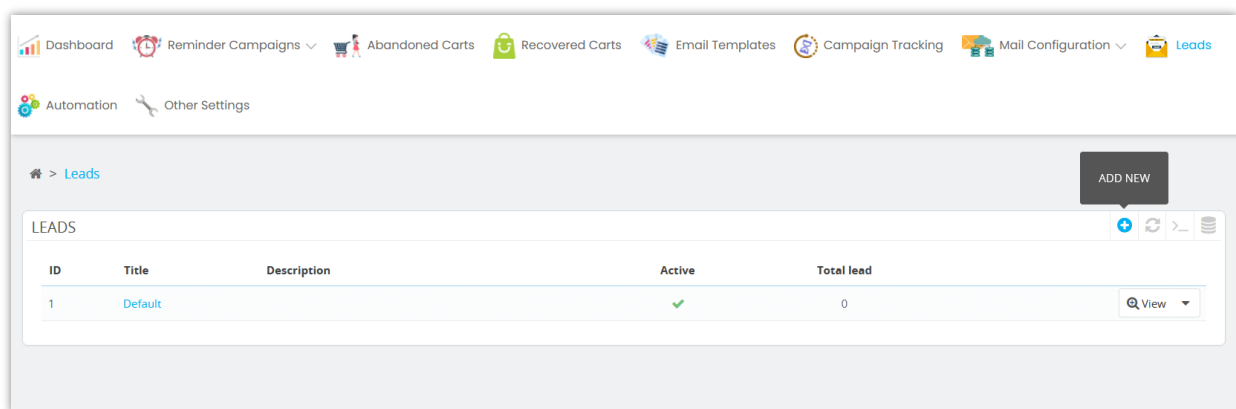 Dashboard Reminder Campaigns Abandoned Carts Recovered Carts Email Templates Campaign Tracking Mail Configuration Leads
Automation Other Settings
> Leads
ADD NEW
LEADS
ID Title Description Active Total lead
1 Default 0 View